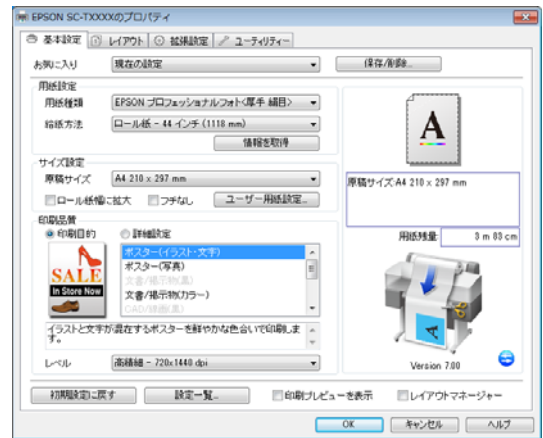 EPSON SC-TXXXXのプロパティ
基本設定
レイアウト
拡張設定
ユーティリティー
お気に入り
現在の設定
保存/削除...
用紙設定
用紙種類
EPSON プロフェッショナルフォト<厚手 絹目>
給紙方法
ロール紙 - 44 インチ (1118 mm)
情報を取得
サイズ設定
原稿サイズ
A4 210 x 297 mm
ロール紙幅に拡大
フチなし
ユーザー用紙設定...
印刷品質
印刷目的
詳細設定
SALE
In Store Now
ポスター(イラスト・文字)
ポスター(写真)
文書/掲示物(黒)
文書/掲示物(カラー)
CAD/線画(黒)
イラストと文字が混在するポスターを鮮やかな色合いで印刷しま
す。
レベル
高精細 - 720x1440 dpi
A
原稿サイズ:A4 210 x 297 mm
用紙残量
3 m 83 cm
A
Version 7.00
初期設定に戻す
設定一覧...
印刷プレビューを表示
レイアウトマネージャー
OK
キャンセル
ヘルプ